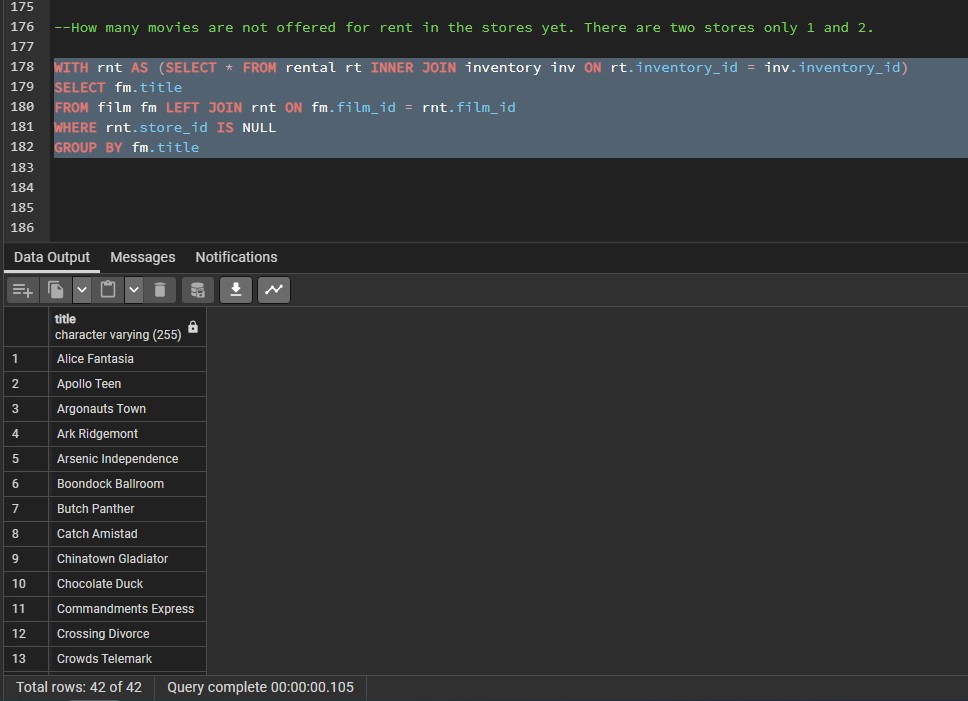 175
176 --How many movies are not offered for rent in the stores yet. There are two stores only 1 and 2.
177
178 WITH rnt AS (SELECT * FROM rental rt INNER JOIN inventory inv ON rt.inventory_id = inv.inventory_id)
179 SELECT fm.title
180 FROM film fm LEFT JOIN rnt ON fm.film_id = rnt.film_id
181 WHERE rnt.store_id IS NULL
182 GROUP BY fm.title
183
184
185
186
Data Output Messages Notifications
title
character varying (255)
1 Alice Fantasia
2 Apollo Teen
3 Argonauts Town
4 Ark Ridgemont
5 Arsenic Independence
6 Boondock Ballroom
7 Butch Panther
8 Catch Amistad
9 Chinatown Gladiator
10 Chocolate Duck
11 Commandments Express
12 Crossing Divorce
13 Crowds Telemark
Total rows: 42 of 42 Query complete 00:00:00.105